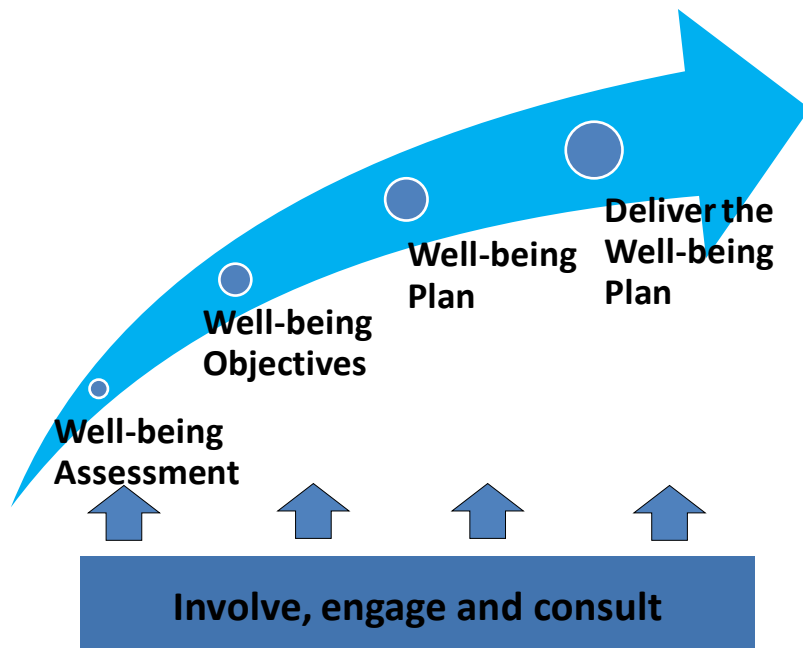 Well-being
Assessment
Well-being
Objectives
Well-being
Plan
Deliver the
Well-being
Plan
Involve, engage and consult